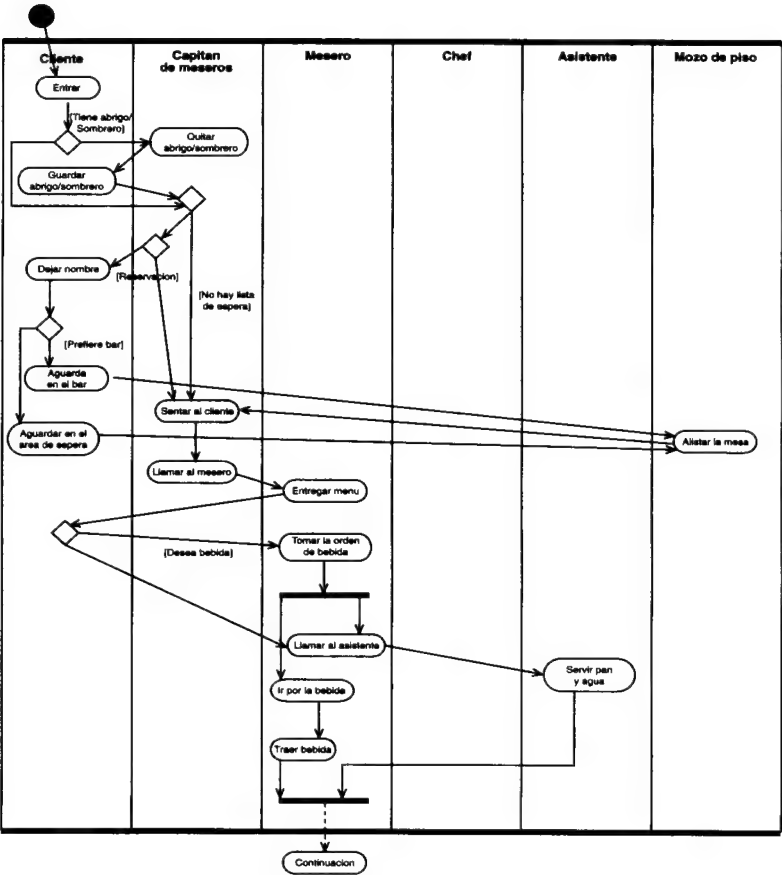 Cliente
Capitan
de meseros
Mesero
Chef
Asistente
Mozo de piso
Entrar
[Tiene abrigo/
Sombrero]
Quitar
abrigo/sombrero
Guardar
abrigo/sombrero
Dejar nombre
[Reservacion]
[No hay lista
de espera]
[Prefiere bar]
Aguarda
en el bar
Sentar al cliente
Aguardar en el
area de espera
Alistar la mesa
Llamar al mesero
Entregar menu
[Desea bebida]
Tomar la orden
de bebida
Llamar al asistente
Servir pan
y agua
Ir por la bebida
Traer bebida
Continuacion